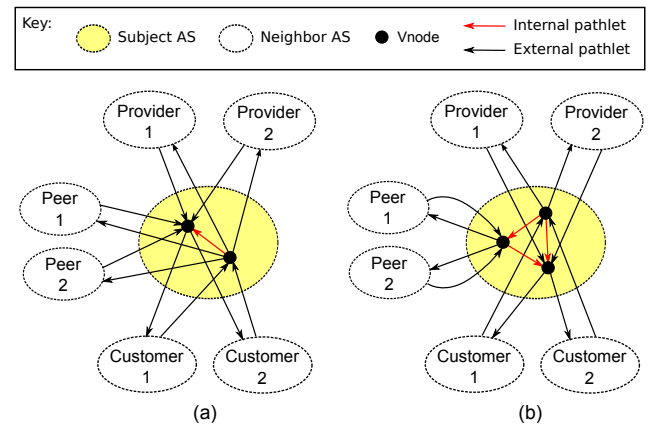 Key:
Subject AS
Neighbor AS
Vnode
Internal pathlet
External pathlet
Provider
1
Provider
2
Peer
1
Peer
2
Customer
1
Customer
2
(a)
Provider
1
Provider
2
Peer
1
Peer
2
Customer
1
Customer
2
(b)